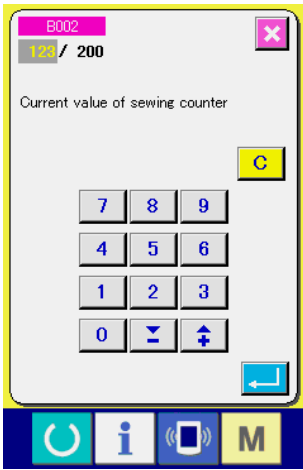 B002
123 / 200
Current value of sewing counter
C
7 8 9
4 5 6
1 2 3
0
i
M